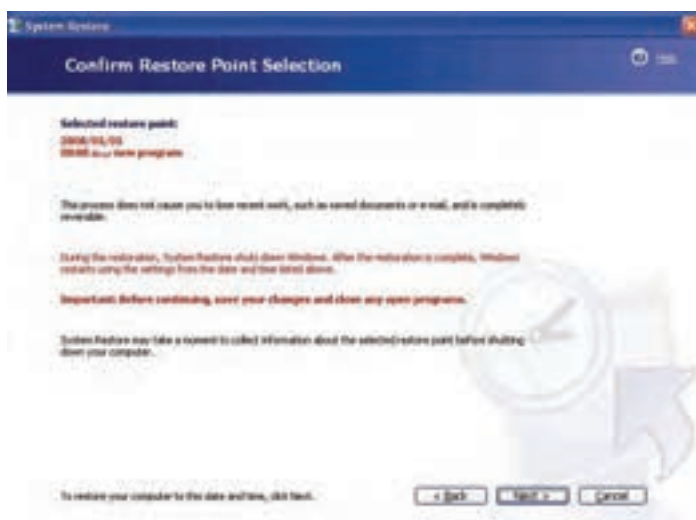 System Restore
Confirm Restore Point Selection
Selected restore point:
new program
The process does not cause you to lose recent work, such as saved documents or e-mail, and is completely
reversible.
During the restoration, System Restore shuts down Windows. After the restoration is complete, Windows
restarts using the settings from the date and time listed above.
Important: Before continuing, save your changes and close any open programs.
System Restore may take a moment to collect information about the selected restore point before shutting
down your computer.
To restore your computer to this date and time, click Next.
< Back
Next >
Cancel